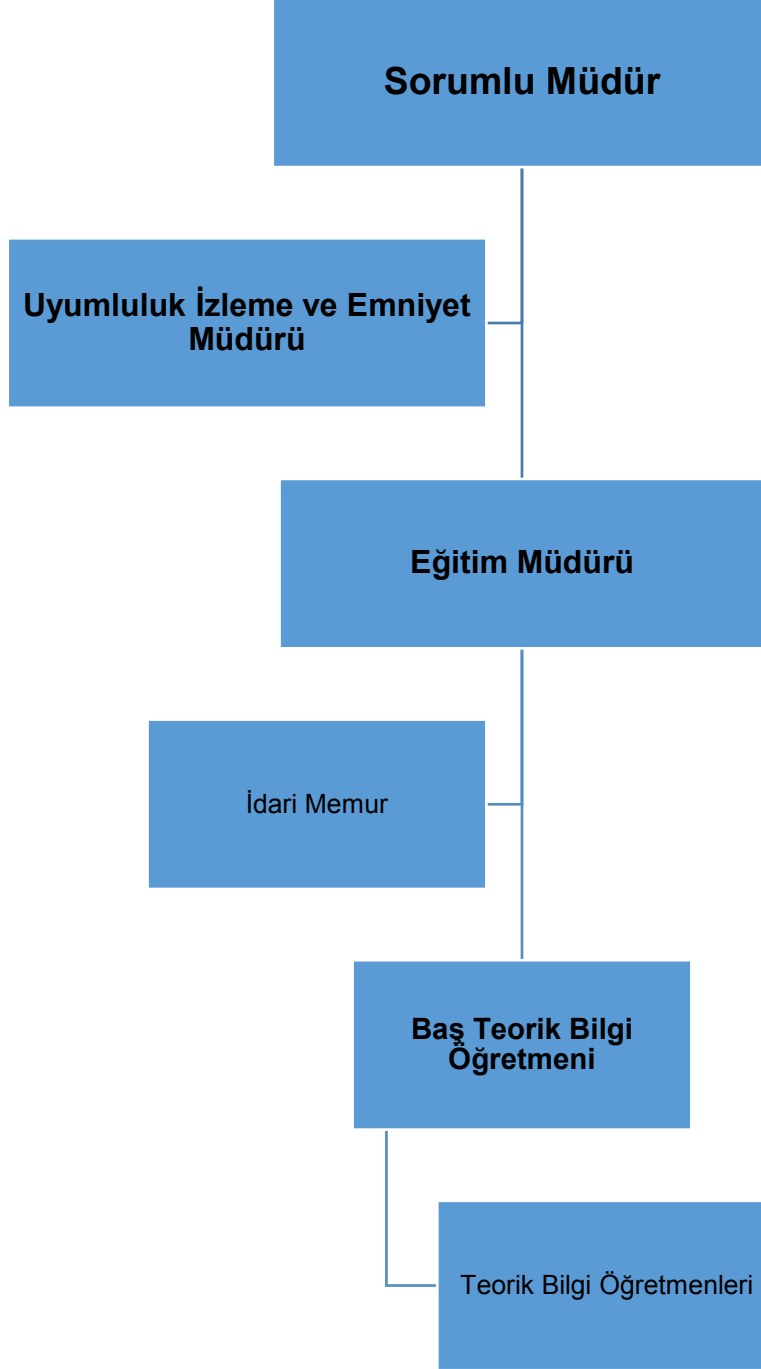 Sorumlu Müdür
Uyumluluk İzleme ve Emniyet
Müdürü
Eğitim Müdürü
İdari Memur
Baş Teorik Bilgi
Öğretmeni
Teorik Bilgi Öğretmenleri